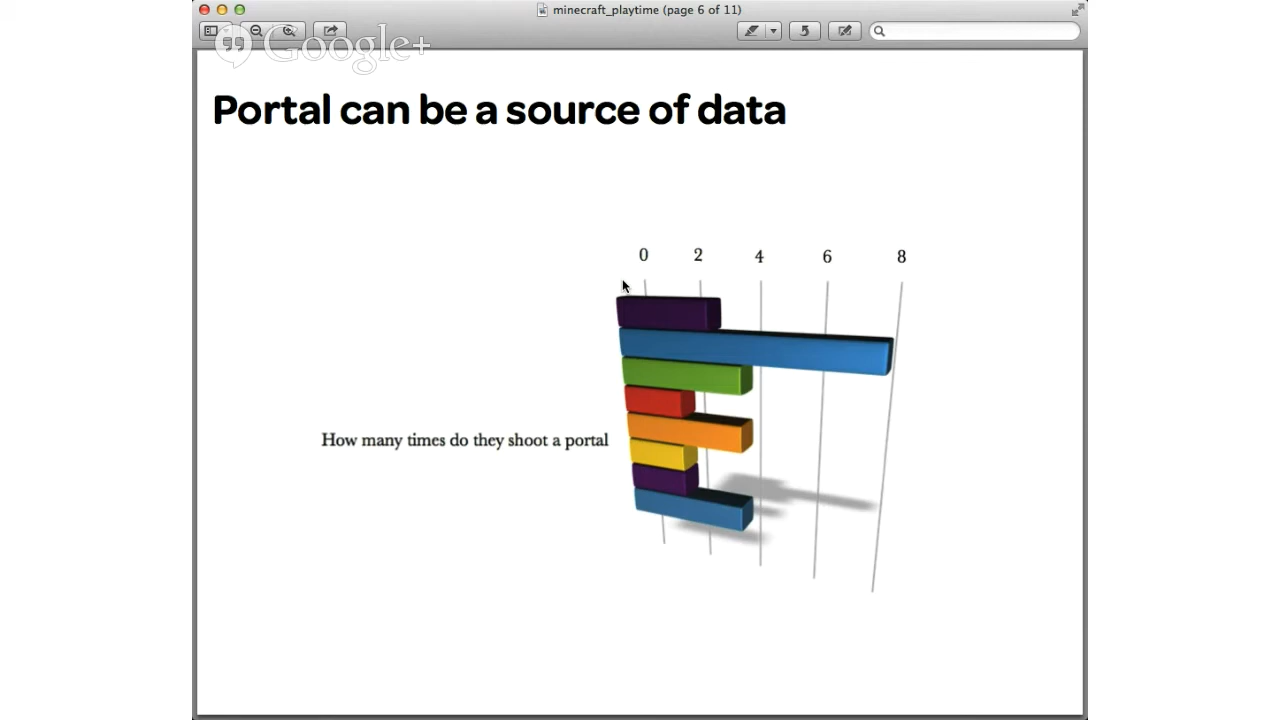 minecraft_playtime (page 6 of 11)
Google+
Portal can be a source of data
0 2 4 6 8
How many times do they shoot a portal